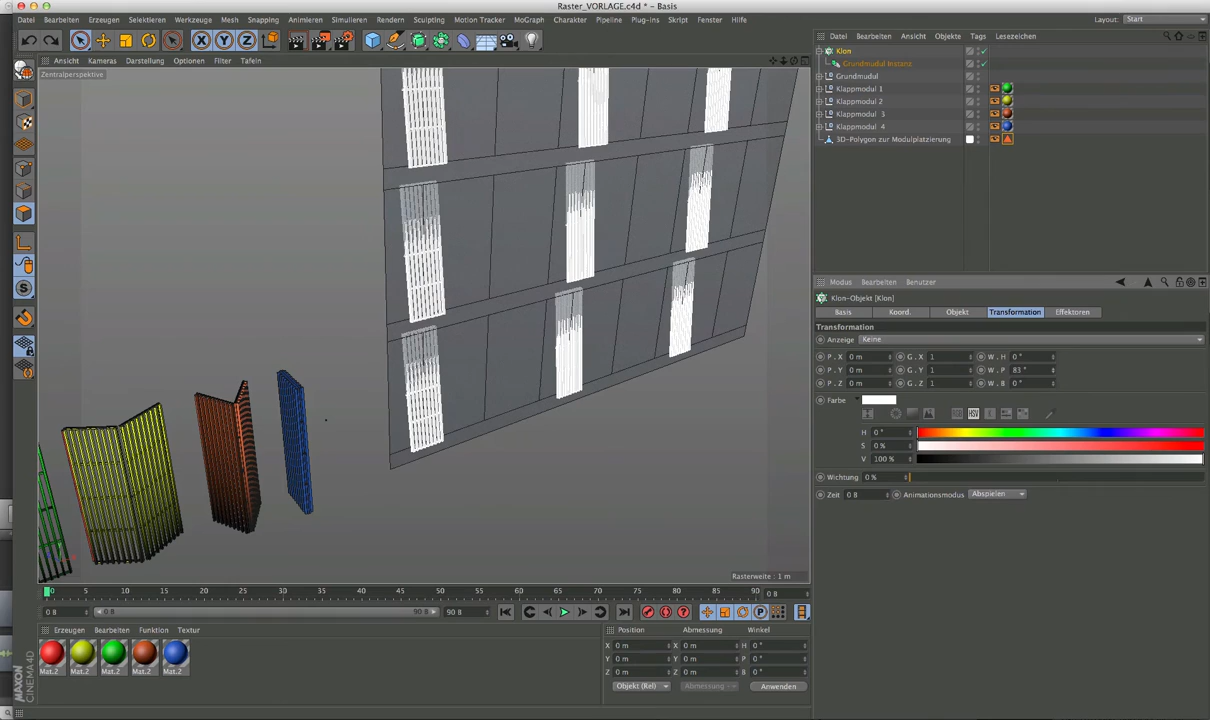 Raster_VORLAGE.c4d * - Basis
Datei Bearbeiten Erzeugen Selektieren Werkzeuge Mesh Snapping Animieren Simulieren Rendern Sculpting Motion Tracker MoGraph Charakter Pipeline Plug-ins Skript Fenster Hilfe
Layout: Start
X Y Z
Ansicht Kameras Darstellung Optionen Filter Tafeln
Zentralperspektive
Rasterweite : 1 m
Datei Bearbeiten Ansicht Objekte Tags Lesezeichen
Klon
Grundmudul Instanz
Grundmudul
Klappmodul 1
Klappmodul 2
Klappmodul 3
Klappmodul 4
3D-Polygon zur Modulplatzierung
Modus Bearbeiten Benutzer
Klon-Objekt [Klon]
Basis Koord. Objekt Transformation Effektoren
Transformation
Anzeige Keine
P . X 0 m G . X 1 W . H 0 °
P . Y 0 m G . Y 1 W . P 83 °
P . Z 0 m G . Z 1 W . B 0 °
Farbe
HSV
H 0 °
S 0 %
V 100 %
Wichtung 0 %
Zeit 0 B Animationsmodus Abspielen
0 5 10 15 20 25 30 35 40 45 50 55 60 65 70 75 80 85 90 0 B
0 B 0 B 90 B 90 B
Erzeugen Bearbeiten Funktion Textur
Mat.2 Mat.2 Mat.2 Mat.2 Mat.2
Position Abmessung Winkel
X 0 m X 0 m H 0 °
Y 0 m Y 0 m P 0 °
Z 0 m Z 0 m B 0 °
Objekt (Rel) Abmessung Anwenden
MAXON CINEMA4D